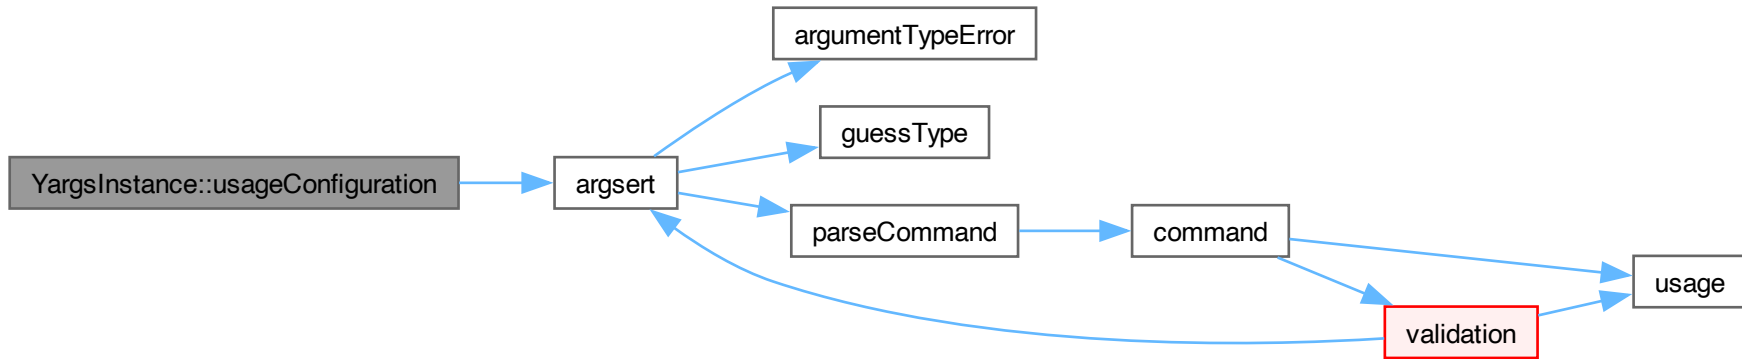 argumentTypeError
guessType
YargsInstance::usageConfiguration
argsert
parseCommand
command
usage
validation